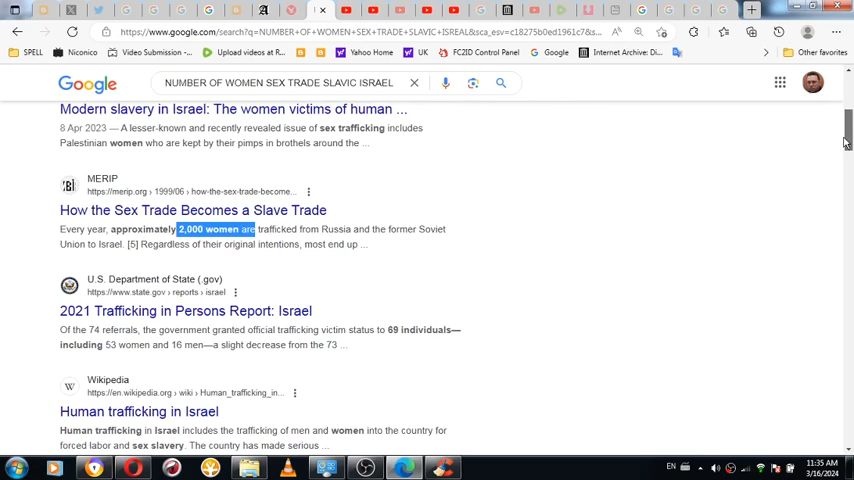 https://www.google.com/search?q=NUMBER+OF+WOMEN+SEX+TRADE+SLAVIC+ISREAL&sca_esv=c18275b0ed1961c7&s...
SPELL Niconico Video Submission -... Upload videos at R... Yahoo Home UK FC2ID Control Panel Google Internet Archive: Di... Other favorites
Google NUMBER OF WOMEN SEX TRADE SLAVIC ISRAEL
Modern slavery in Israel: The women victims of human ...
8 Apr 2023 — A lesser-known and recently revealed issue of sex trafficking includes
Palestinian women who are kept by their pimps in brothels around the ...
MERIP
https://merip.org › 1999/06 › how-the-sex-trade-become...
How the Sex Trade Becomes a Slave Trade
Every year, approximately 2,000 women are trafficked from Russia and the former Soviet
Union to Israel. [5] Regardless of their original intentions, most end up ...
U.S. Department of State (.gov)
https://www.state.gov › reports › israel
2021 Trafficking in Persons Report: Israel
Of the 74 referrals, the government granted official trafficking victim status to 69 individuals—
including 53 women and 16 men—a slight decrease from the 73 ...
Wikipedia
https://en.wikipedia.org › wiki › Human_trafficking_in...
Human trafficking in Israel
Human trafficking in Israel includes the trafficking of men and women into the country for
forced labor and sex slavery. The country has made serious ...
EN
11:35 AM
3/16/2024